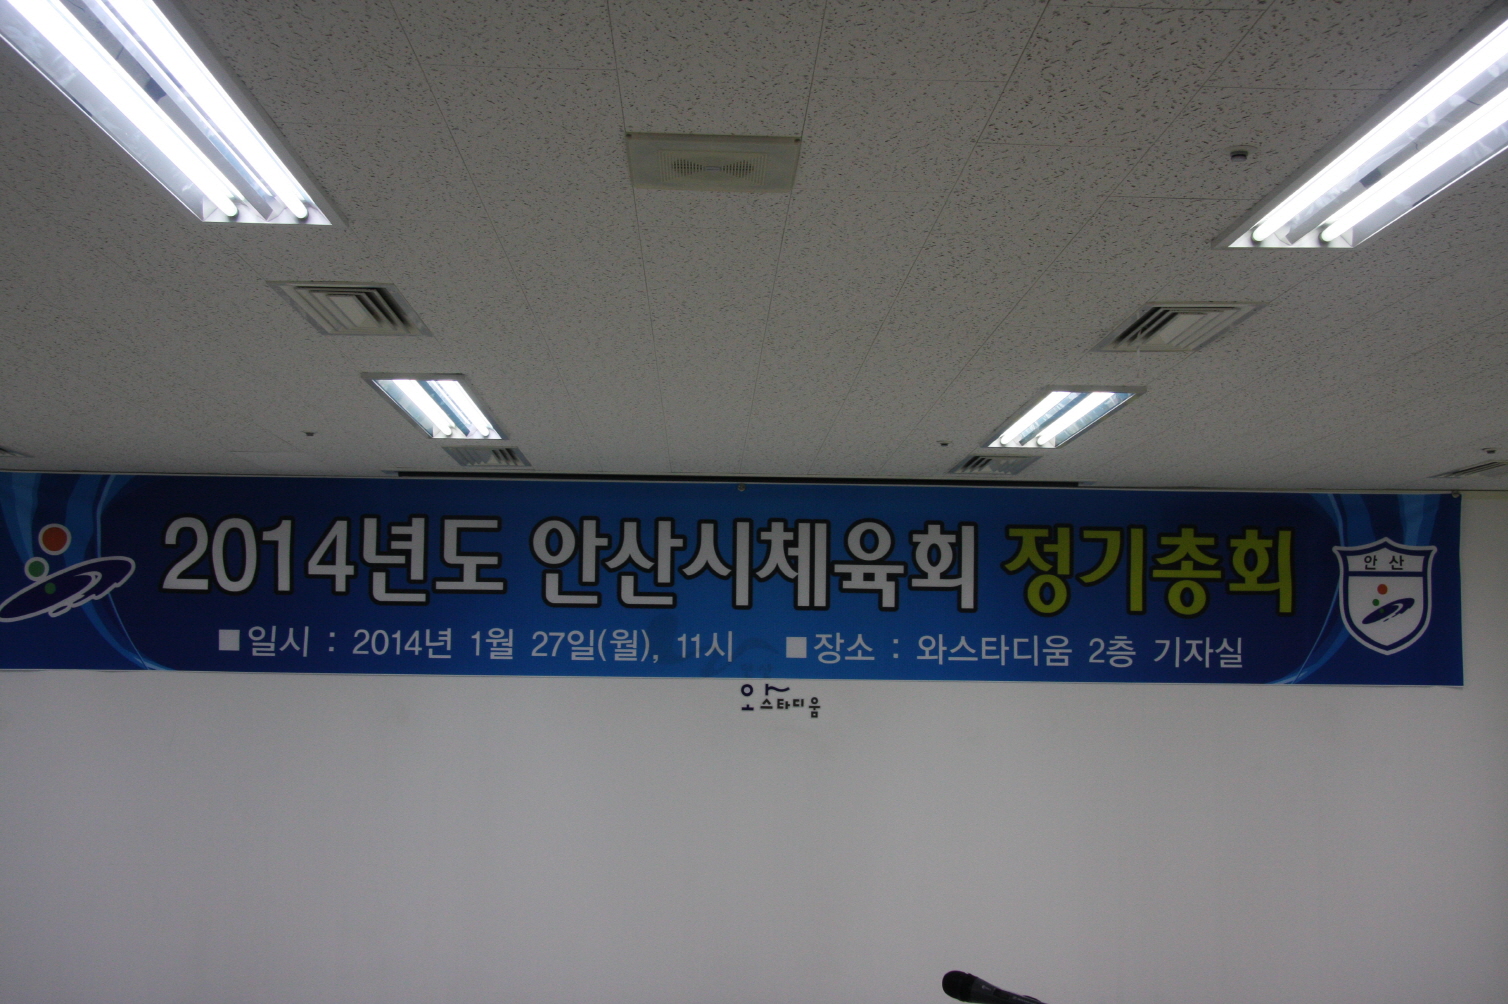 2014년도 안산시체육회 정기총회
안 산
■일시 : 2014년 1월 27일(월), 11시 ■장소 : 와스타디움 2층 기자실
와스타디움